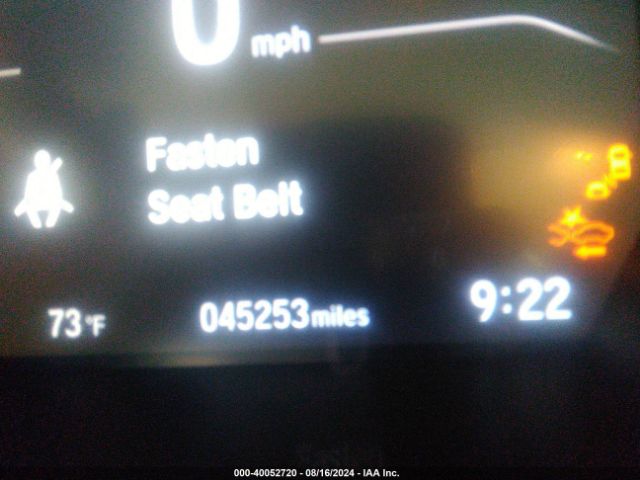 0 mph
Fasten
Seat Belt
73°F 045253 miles 9:22
000-40052720 - 08/16/2024 - IAA Inc.